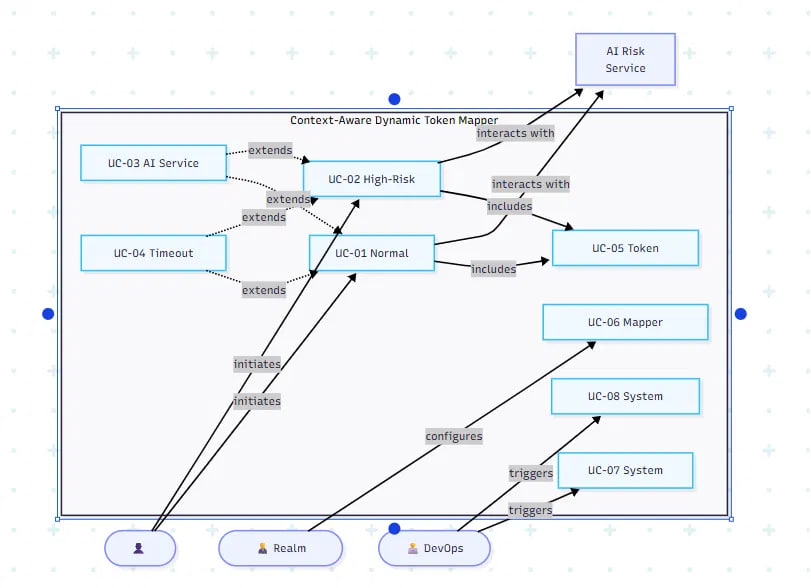 AI Risk
Service
Context-Aware Dynamic Token Mapper
interacts with
extends
UC-03 AI Service
UC-02 High-Risk
interacts with
extends
includes
extends
UC-04 Timeout
UC-01 Normal
UC-05 Token
includes
extends
UC-06 Mapper
initiates
initiates
UC-08 System
configures
triggers
UC-07 System
triggers
Realm
DevOps